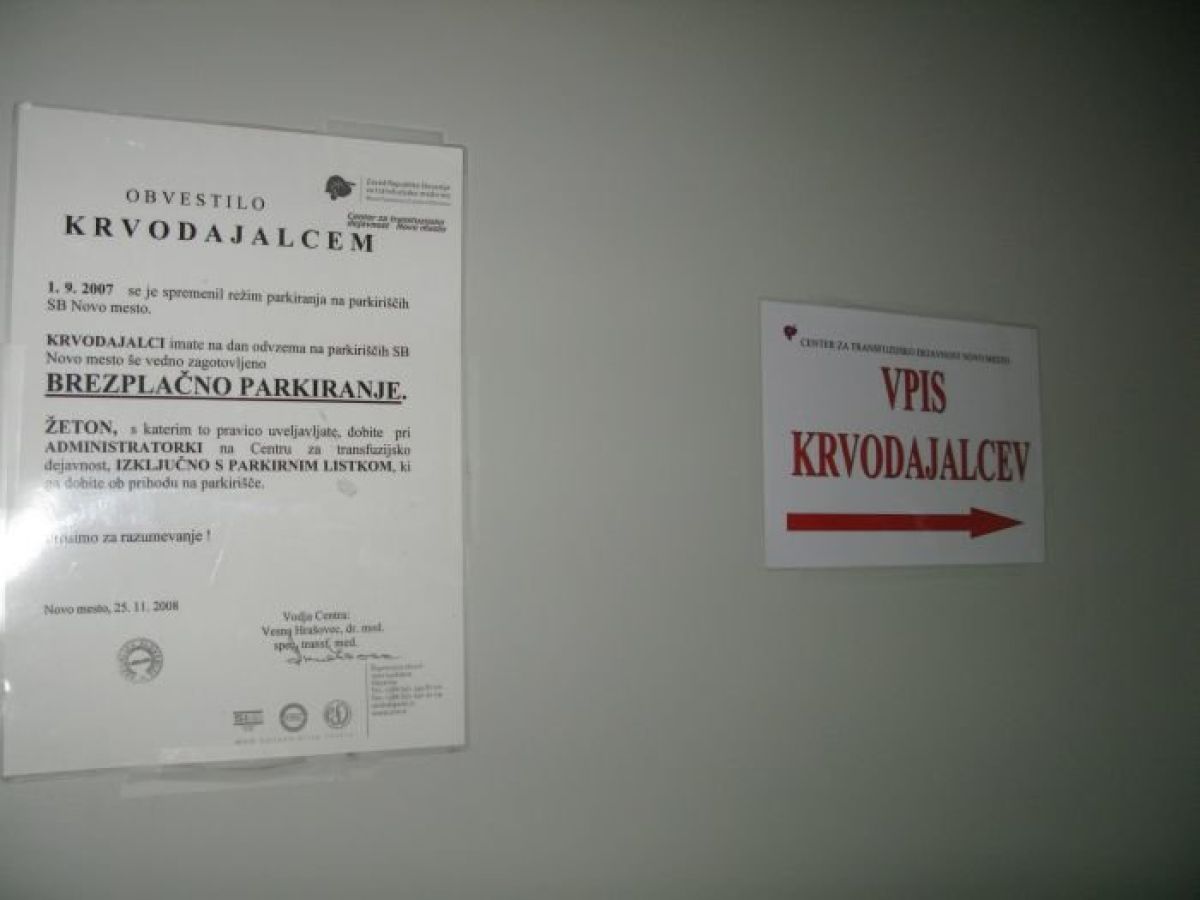 OBVESTILO
KRVODAJALCEM
Zavod Republike Slovenije
Center za transfuzijsko
dejavnost Novo mesto
1. 9. 2007 se je spremenil režim parkiranja na parkiriščih
SB Novo mesto.
KRVODAJALCI imate na dan odvzema na parkiriščih SB
Novo mesto še vedno zagotovljeno
BREZPLAČNO PARKIRANJE.
ŽETON, s katerim to pravico uveljavljate, dobite pri
ADMINISTRATORKI na Centru za transfuzijsko
dejavnost, IZKLJUČNO S PARKIRNIM LISTKOM, ki
ga dobite ob prihodu na parkirišče.
Prosimo za razumevanje !
Novo mesto, 25. 11. 2008
Vodja Centra:
Vesna Hrašovec, dr. med.
spec. transf. med.
CENTER ZA TRANSFUZIJSKO DEJAVNOST NOVO MESTO
VPIS
KRVODAJALCEV